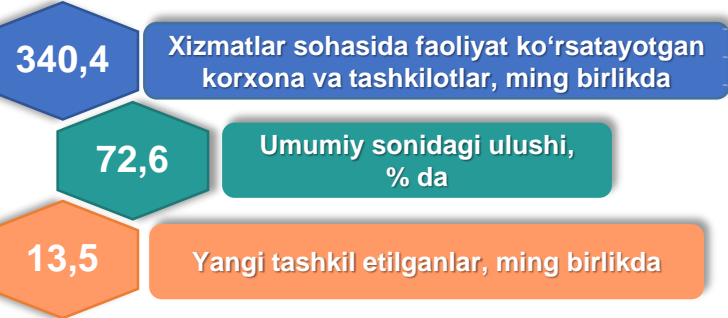 340,4
Xizmatlar sohasida faoliyat ko‘rsatayotgan
korxona va tashkilotlar, ming birlikda
72,6
Umumiy sonidagi ulushi,
% da
13,5
Yangi tashkil etilganlar, ming birlikda